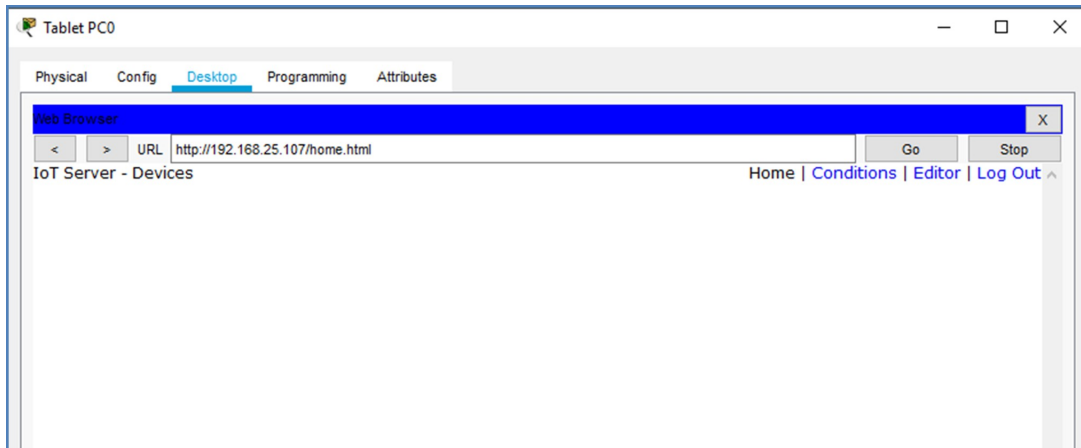 Tablet PC0
Physical Config Desktop Programming Attributes
Web Browser X
< > URL http://192.168.25.107/home.html Go Stop
IoT Server - Devices Home | Conditions | Editor | Log Out